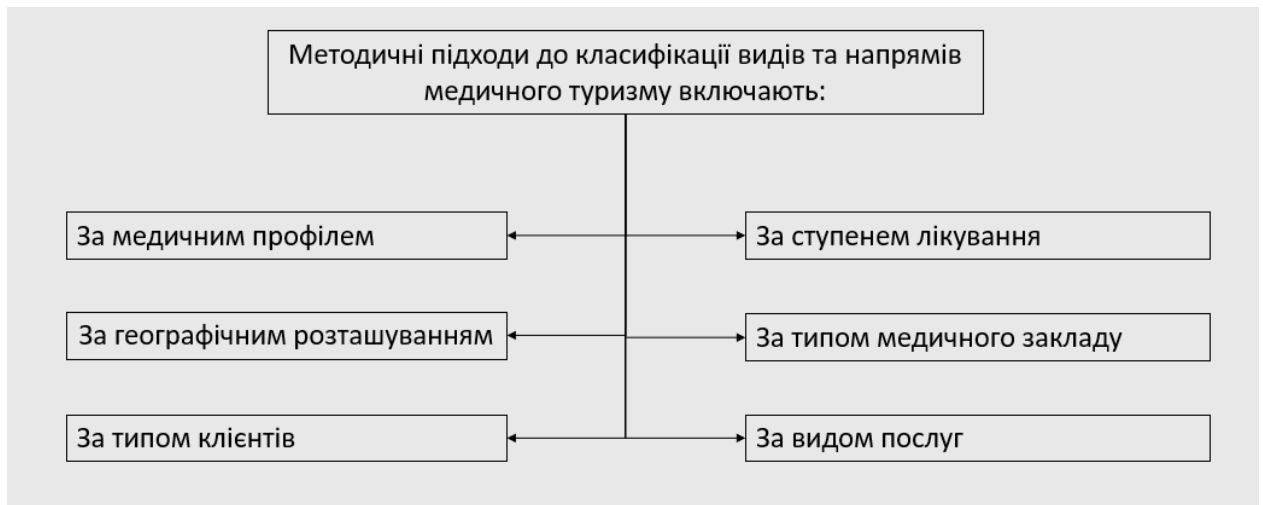 Методичні підходи до класифікації видів та напрямів
медичного туризму включають:
За медичним профілем
За ступенем лікування
За географічним розташуванням
За типом медичного закладу
За типом клієнтів
За видом послуг